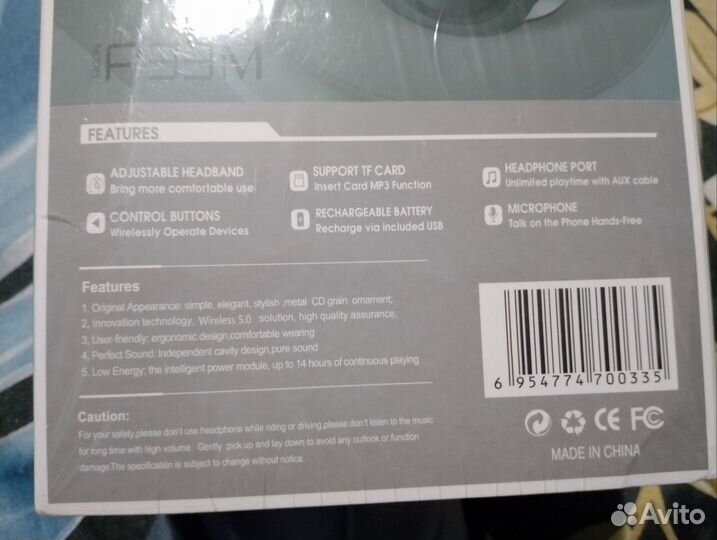 MODEL:
FEATURES
ADJUSTABLE HEADBAND
Bring more comfortable use
SUPPORT TF CARD
Insert Card MP3 Function
HEADPHONE PORT
Unlimited playtime with AUX cable
CONTROL BUTTONS
Wirelessly Operate Devices
RECHARGEABLE BATTERY
Recharge via included USB
MICROPHONE
Talk on the Phone Hands-Free
Features
1, Original Appearance: simple, elegant, stylish ,metal CD grain ornament;
2, Innovation technology, Wireless 5.0 solution, high quality assurance,
3, User-friendly: ergonomic design,comfortable wearing
4, Perfect Sound: Independent cavity design,pure sound
5, Low Energy: the intelligent power module, up to 14 hours of continuous playing
6 954774 700335
Caution:
For your safety,please don't use headphone while riding or driving,please don't listen to the music
for long time with high volume. Gently pick up and lay down to avoid any outlook or function
damage.The specification is subject to change without notice.
CE FC
MADE IN CHINA
Avito